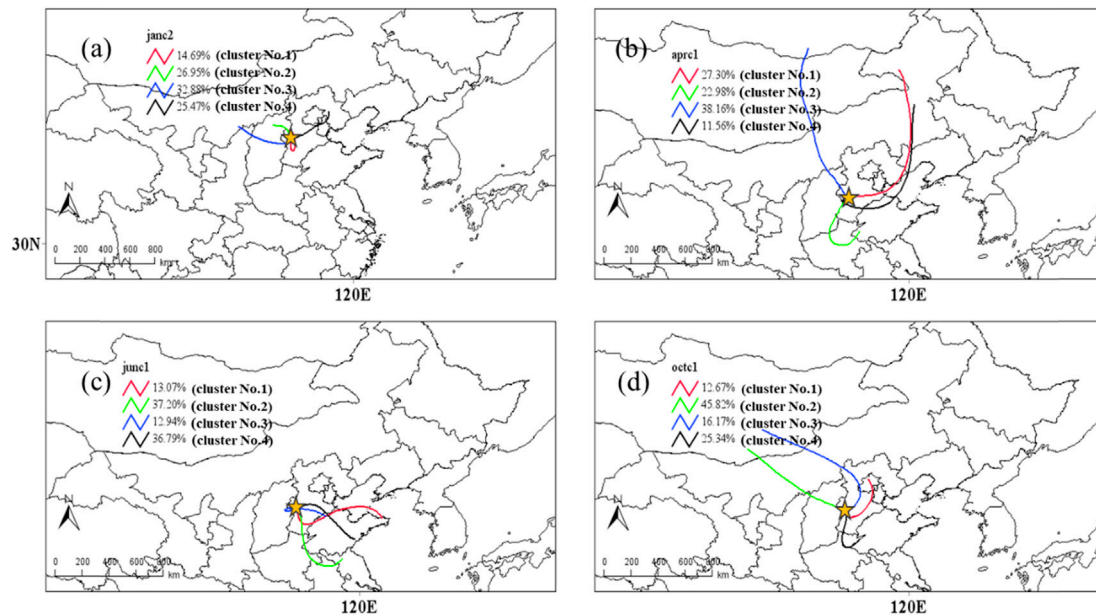 (a)
janc2
14.69% (cluster No.1)
26.95% (cluster No.2)
32.88% (cluster No.3)
25.47% (cluster No.4)
N
30N
0 200 400 600 800
km
120E
(b)
aprc1
27.30% (cluster No.1)
22.98% (cluster No.2)
38.16% (cluster No.3)
11.56% (cluster No.4)
N
0 200 400 600 800
km
120E
(c)
junc1
13.07% (cluster No.1)
37.20% (cluster No.2)
12.94% (cluster No.3)
36.79% (cluster No.4)
N
0 200 400 600 800
km
120E
(d)
octc1
12.67% (cluster No.1)
45.82% (cluster No.2)
16.17% (cluster No.3)
25.34% (cluster No.4)
N
0 200 400 600 800
km
120E